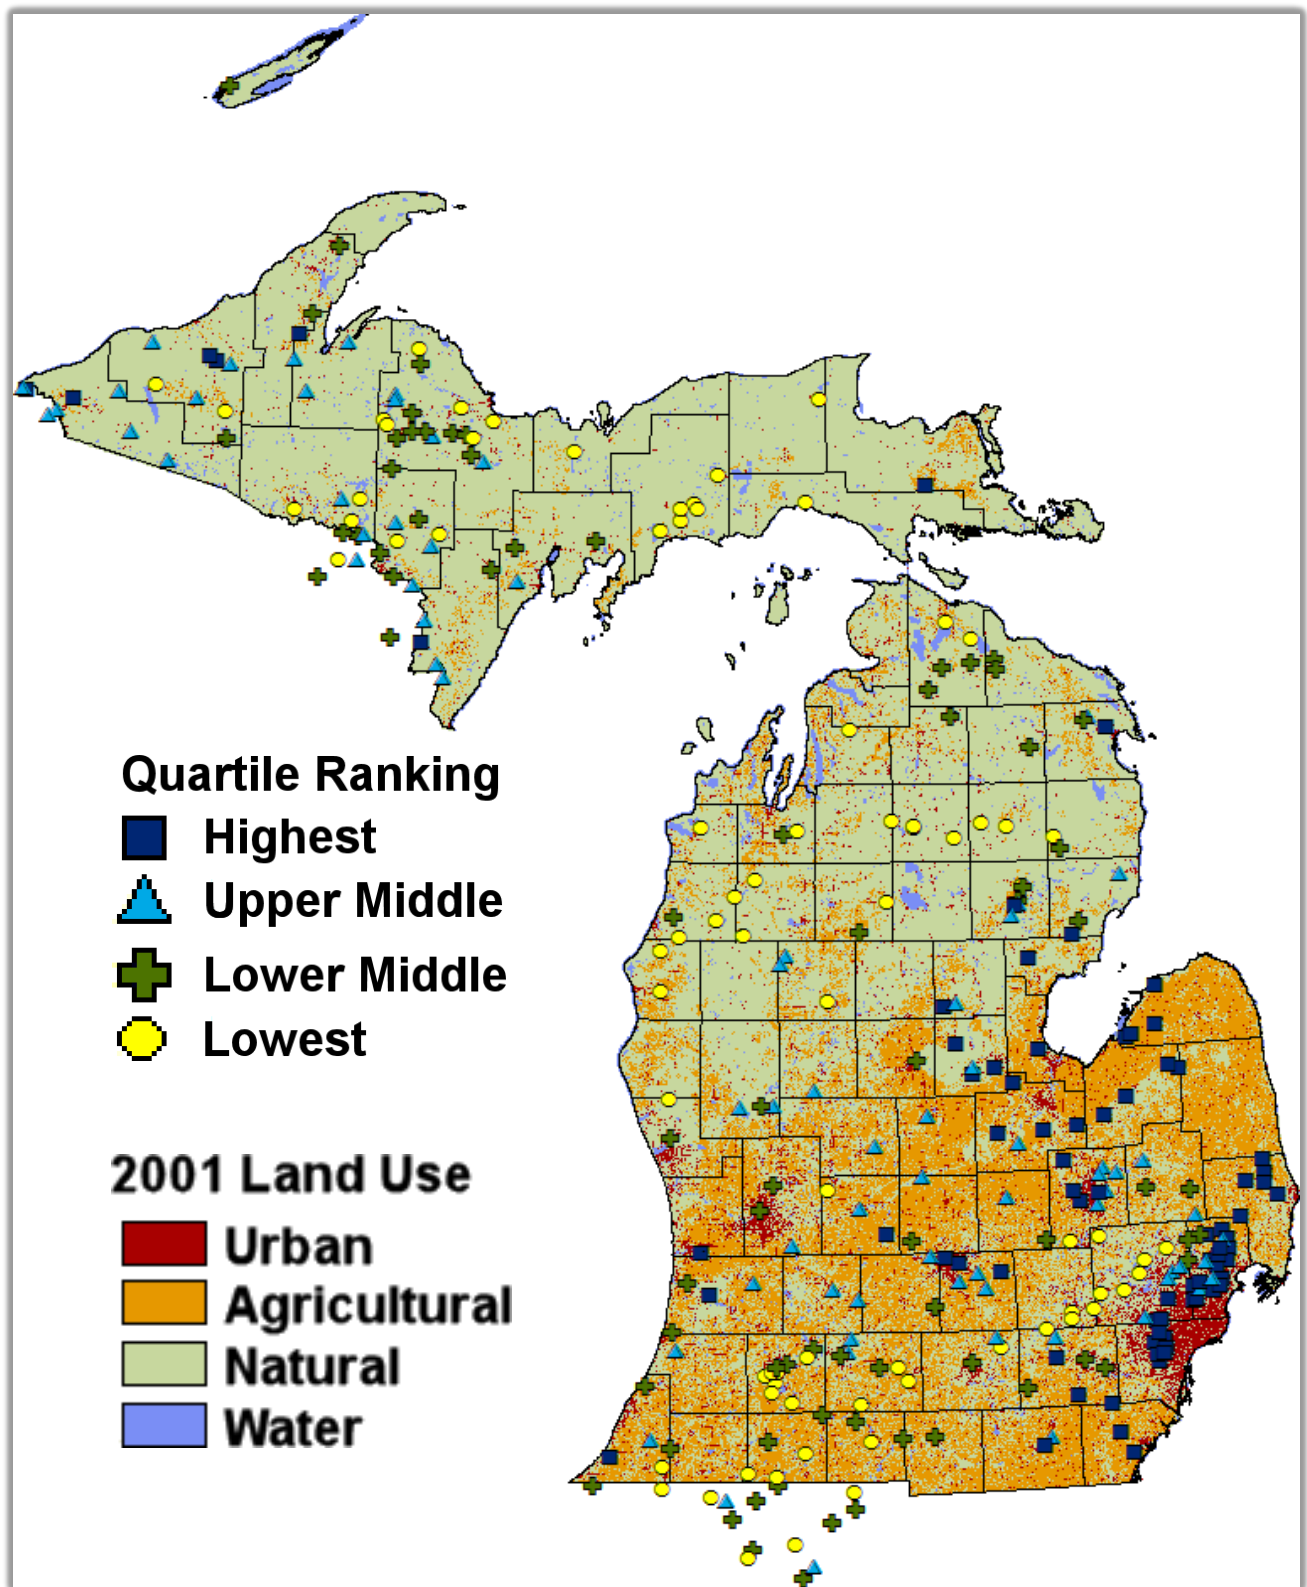 Quartile Ranking
Highest
Upper Middle
Lower Middle
Lowest
2001 Land Use
Urban
Agricultural
Natural
Water